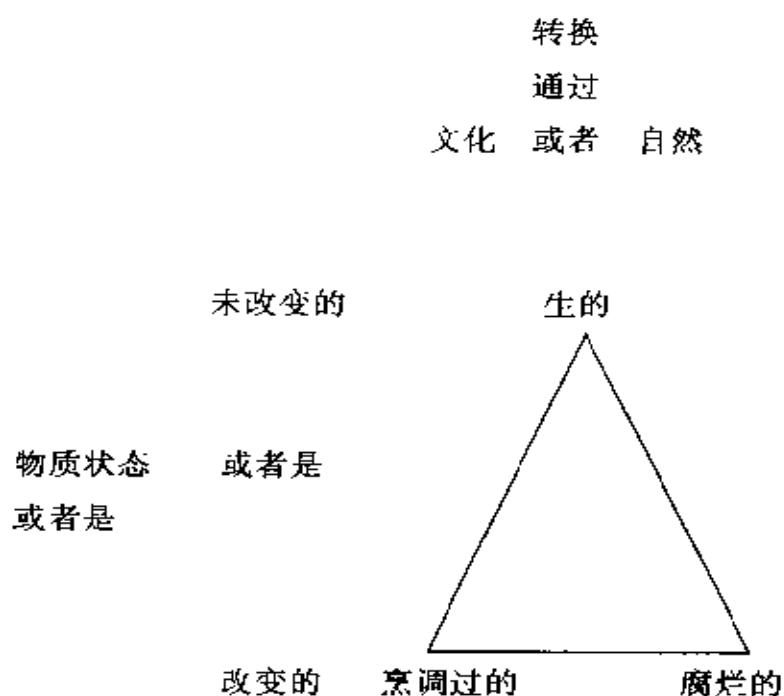 转换
通过
文化 或者 自然
未改变的 生的
物质状态 或者是
或者是
改变的 烹调过的 腐烂的